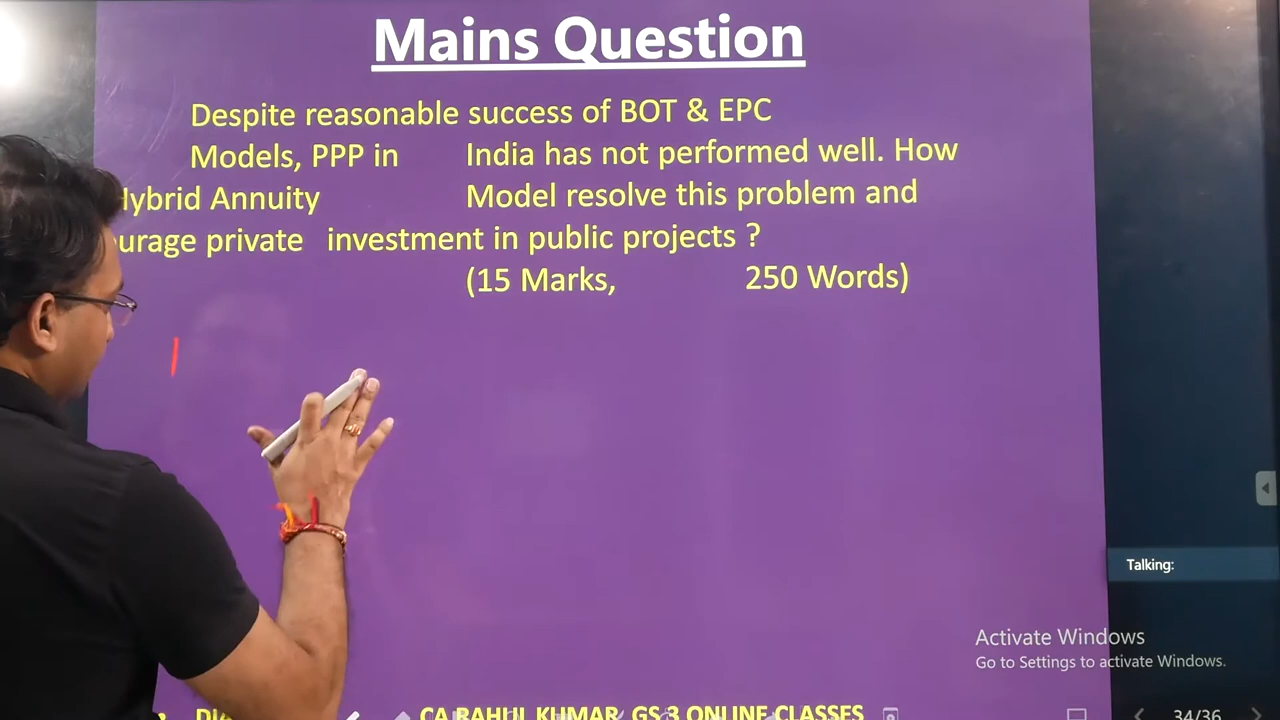 Mains Question
Despite reasonable success of BOT & EPC
Models, PPP in India has not performed well. How
Hybrid Annuity Model resolve this problem and
private investment in public projects ?
(15 Marks, 250 Words)
Talking:
Activate Windows
Go to Settings to activate Windows.
CA RAHUL KUMAR GS 3 ONLINE CLASSES
34/36